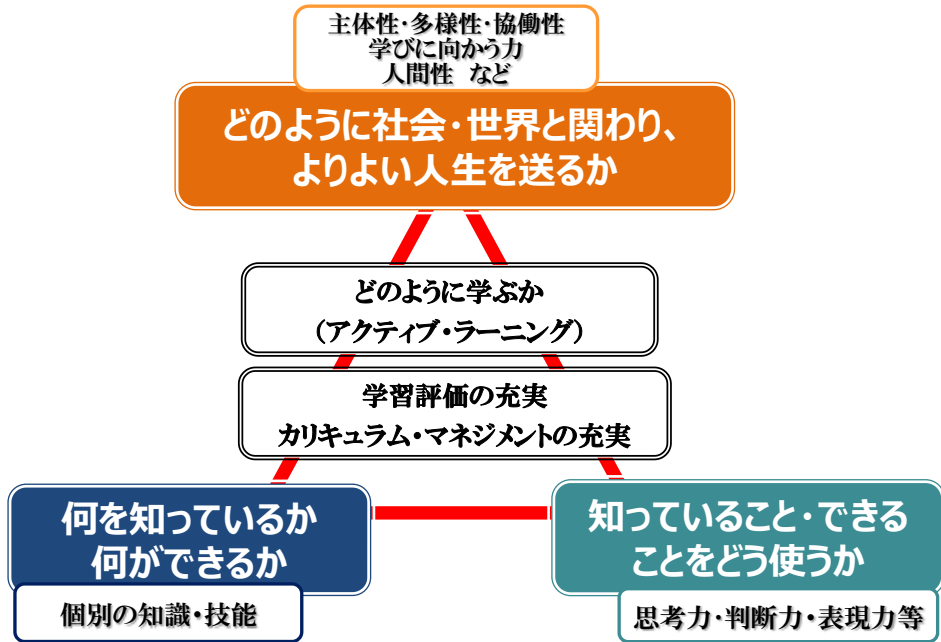 主体性・多様性・協働性
学びに向かう力
人間性 など
どのように社会・世界と関わり、
よりよい人生を送るか
どのように学ぶか
（アクティブ・ラーニング）
学習評価の充実
カリキュラム・マネジメントの充実
何を知っているか
何ができるか
個別の知識・技能
知っていること・できる
ことをどう使うか
思考力・判断力・表現力等